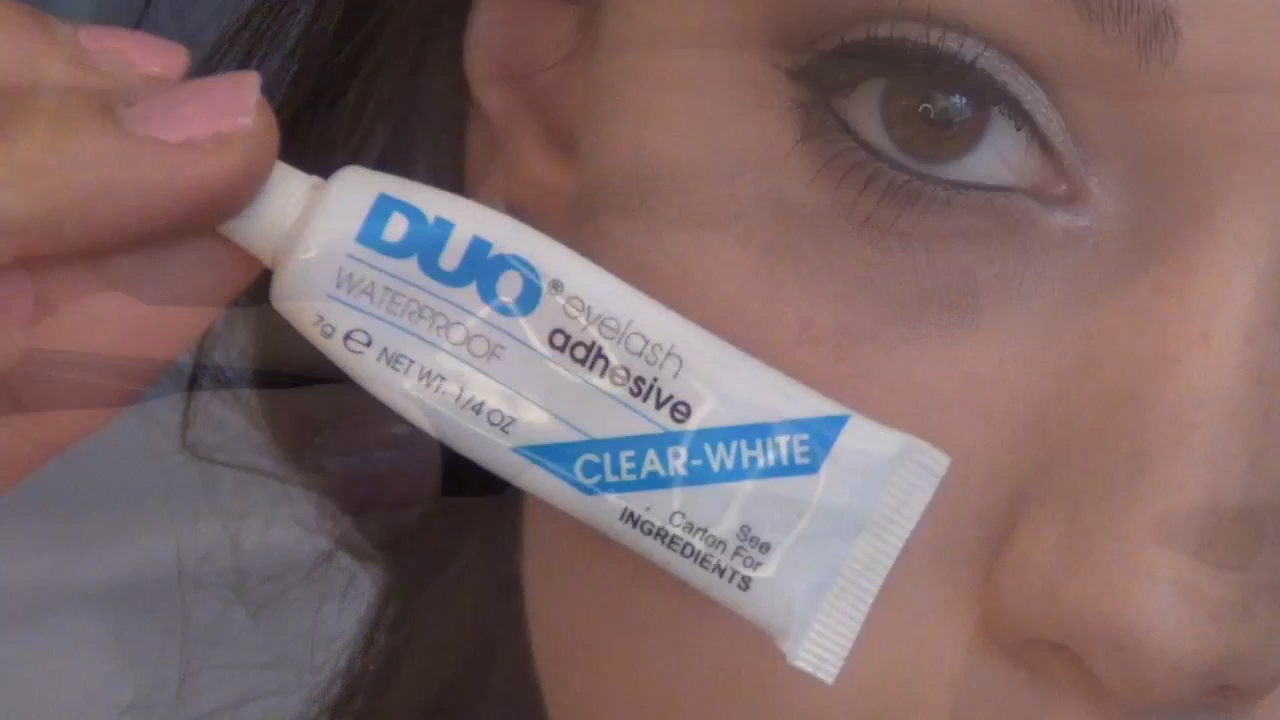 DUO® eyelash
adhesive
WATERPROOF
7g ℮ NET WT. 1/4 OZ
CLEAR-WHITE
See
Carton For
INGREDIENTS